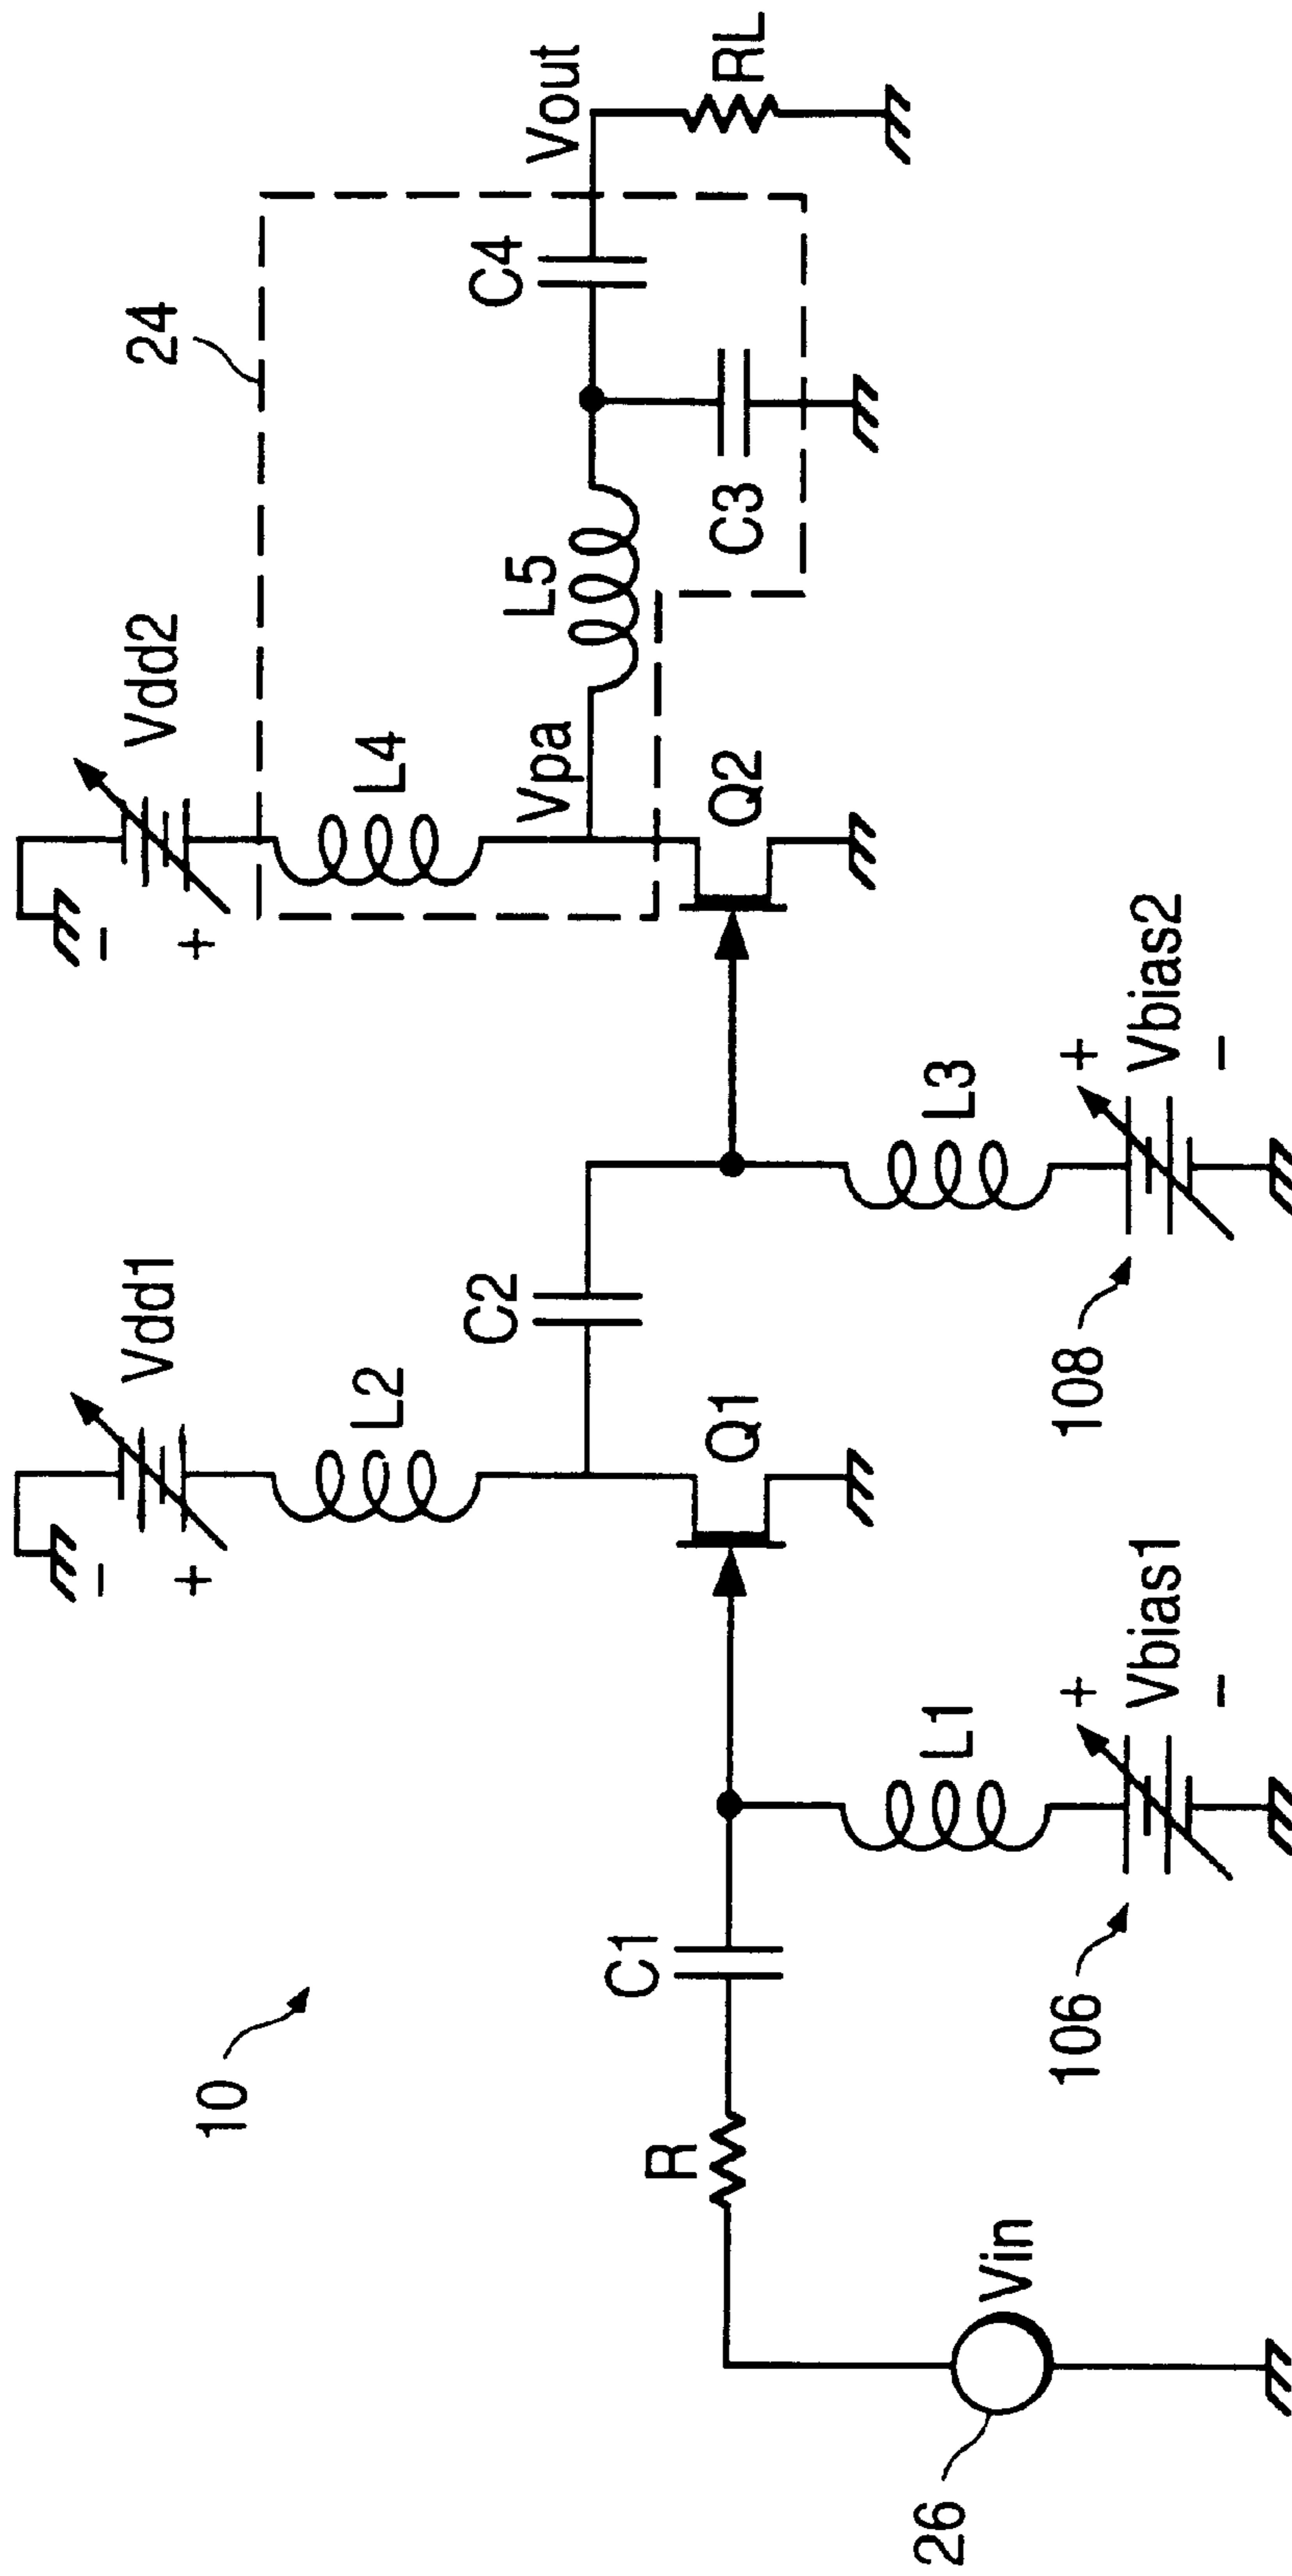 10
26
Vin
R
C1
106
L1
+
Vbias1
−
−
+
Vdd1
L2
Q1
C2
108
L3
+
Vbias2
−
−
+
Vdd2
L4
Vpa
Q2
L5
24
C3
C4
Vout
RL